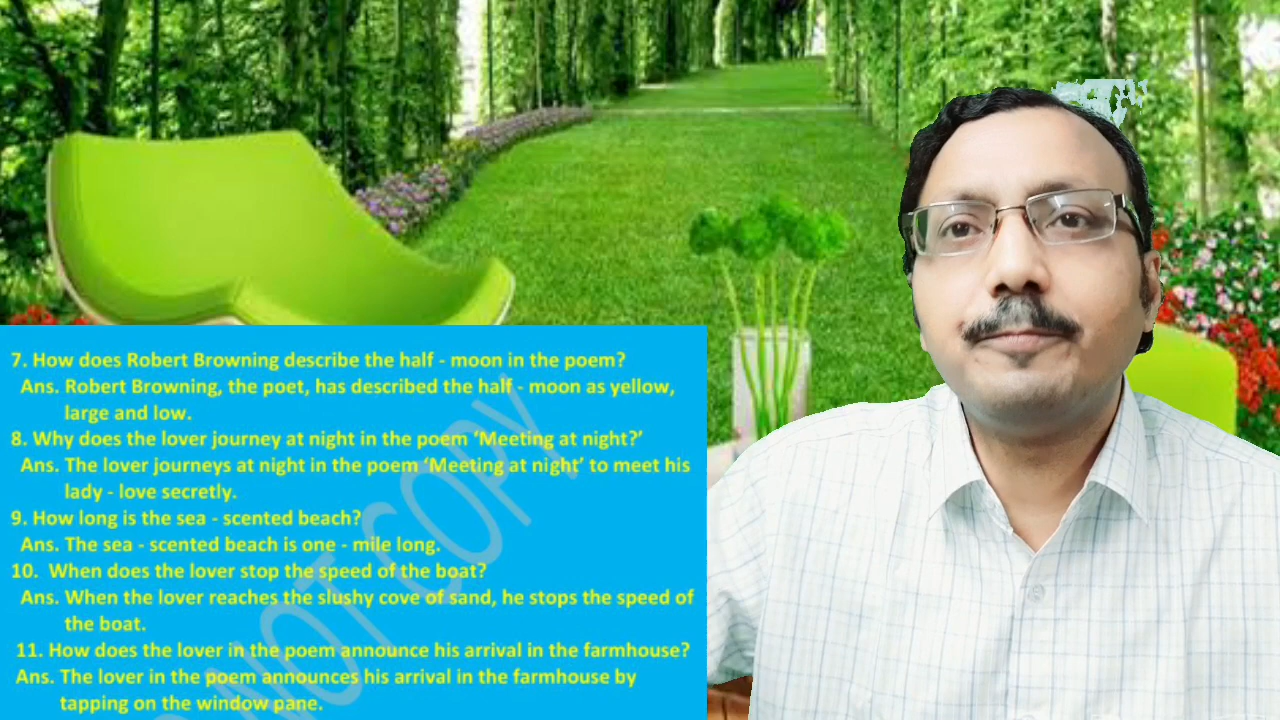 7. How does Robert Browning describe the half - moon in the poem?
Ans. Robert Browning, the poet, has described the half - moon as yellow,
large and low.
8. Why does the lover journey at night in the poem ‘Meeting at night?’
Ans. The lover journeys at night in the poem ‘Meeting at night’ to meet his
lady - love secretly.
9. How long is the sea - scented beach?
Ans. The sea - scented beach is one - mile long.
10. When does the lover stop the speed of the boat?
Ans. When the lover reaches the slushy cove of sand, he stops the speed of
the boat.
11. How does the lover in the poem announce his arrival in the farmhouse?
Ans. The lover in the poem announces his arrival in the farmhouse by
tapping on the window pane.
NOT COPY